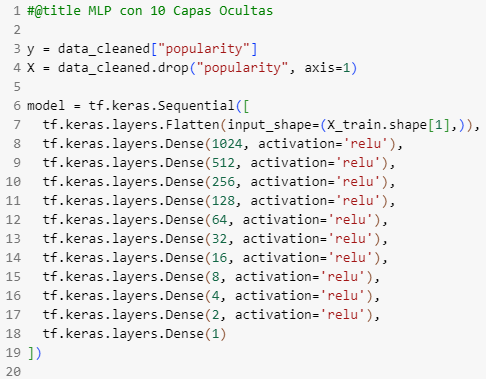 1 #@title MLP con 10 Capas Ocultas
2
3 y = data_cleaned["popularity"]
4 X = data_cleaned.drop("popularity", axis=1)
5
6 model = tf.keras.Sequential([
7   tf.keras.layers.Flatten(input_shape=(X_train.shape[1],)),
8   tf.keras.layers.Dense(1024, activation='relu'),
9   tf.keras.layers.Dense(512, activation='relu'),
10   tf.keras.layers.Dense(256, activation='relu'),
11   tf.keras.layers.Dense(128, activation='relu'),
12   tf.keras.layers.Dense(64, activation='relu'),
13   tf.keras.layers.Dense(32, activation='relu'),
14   tf.keras.layers.Dense(16, activation='relu'),
15   tf.keras.layers.Dense(8, activation='relu'),
16   tf.keras.layers.Dense(4, activation='relu'),
17   tf.keras.layers.Dense(2, activation='relu'),
18   tf.keras.layers.Dense(1)
19 ])
20